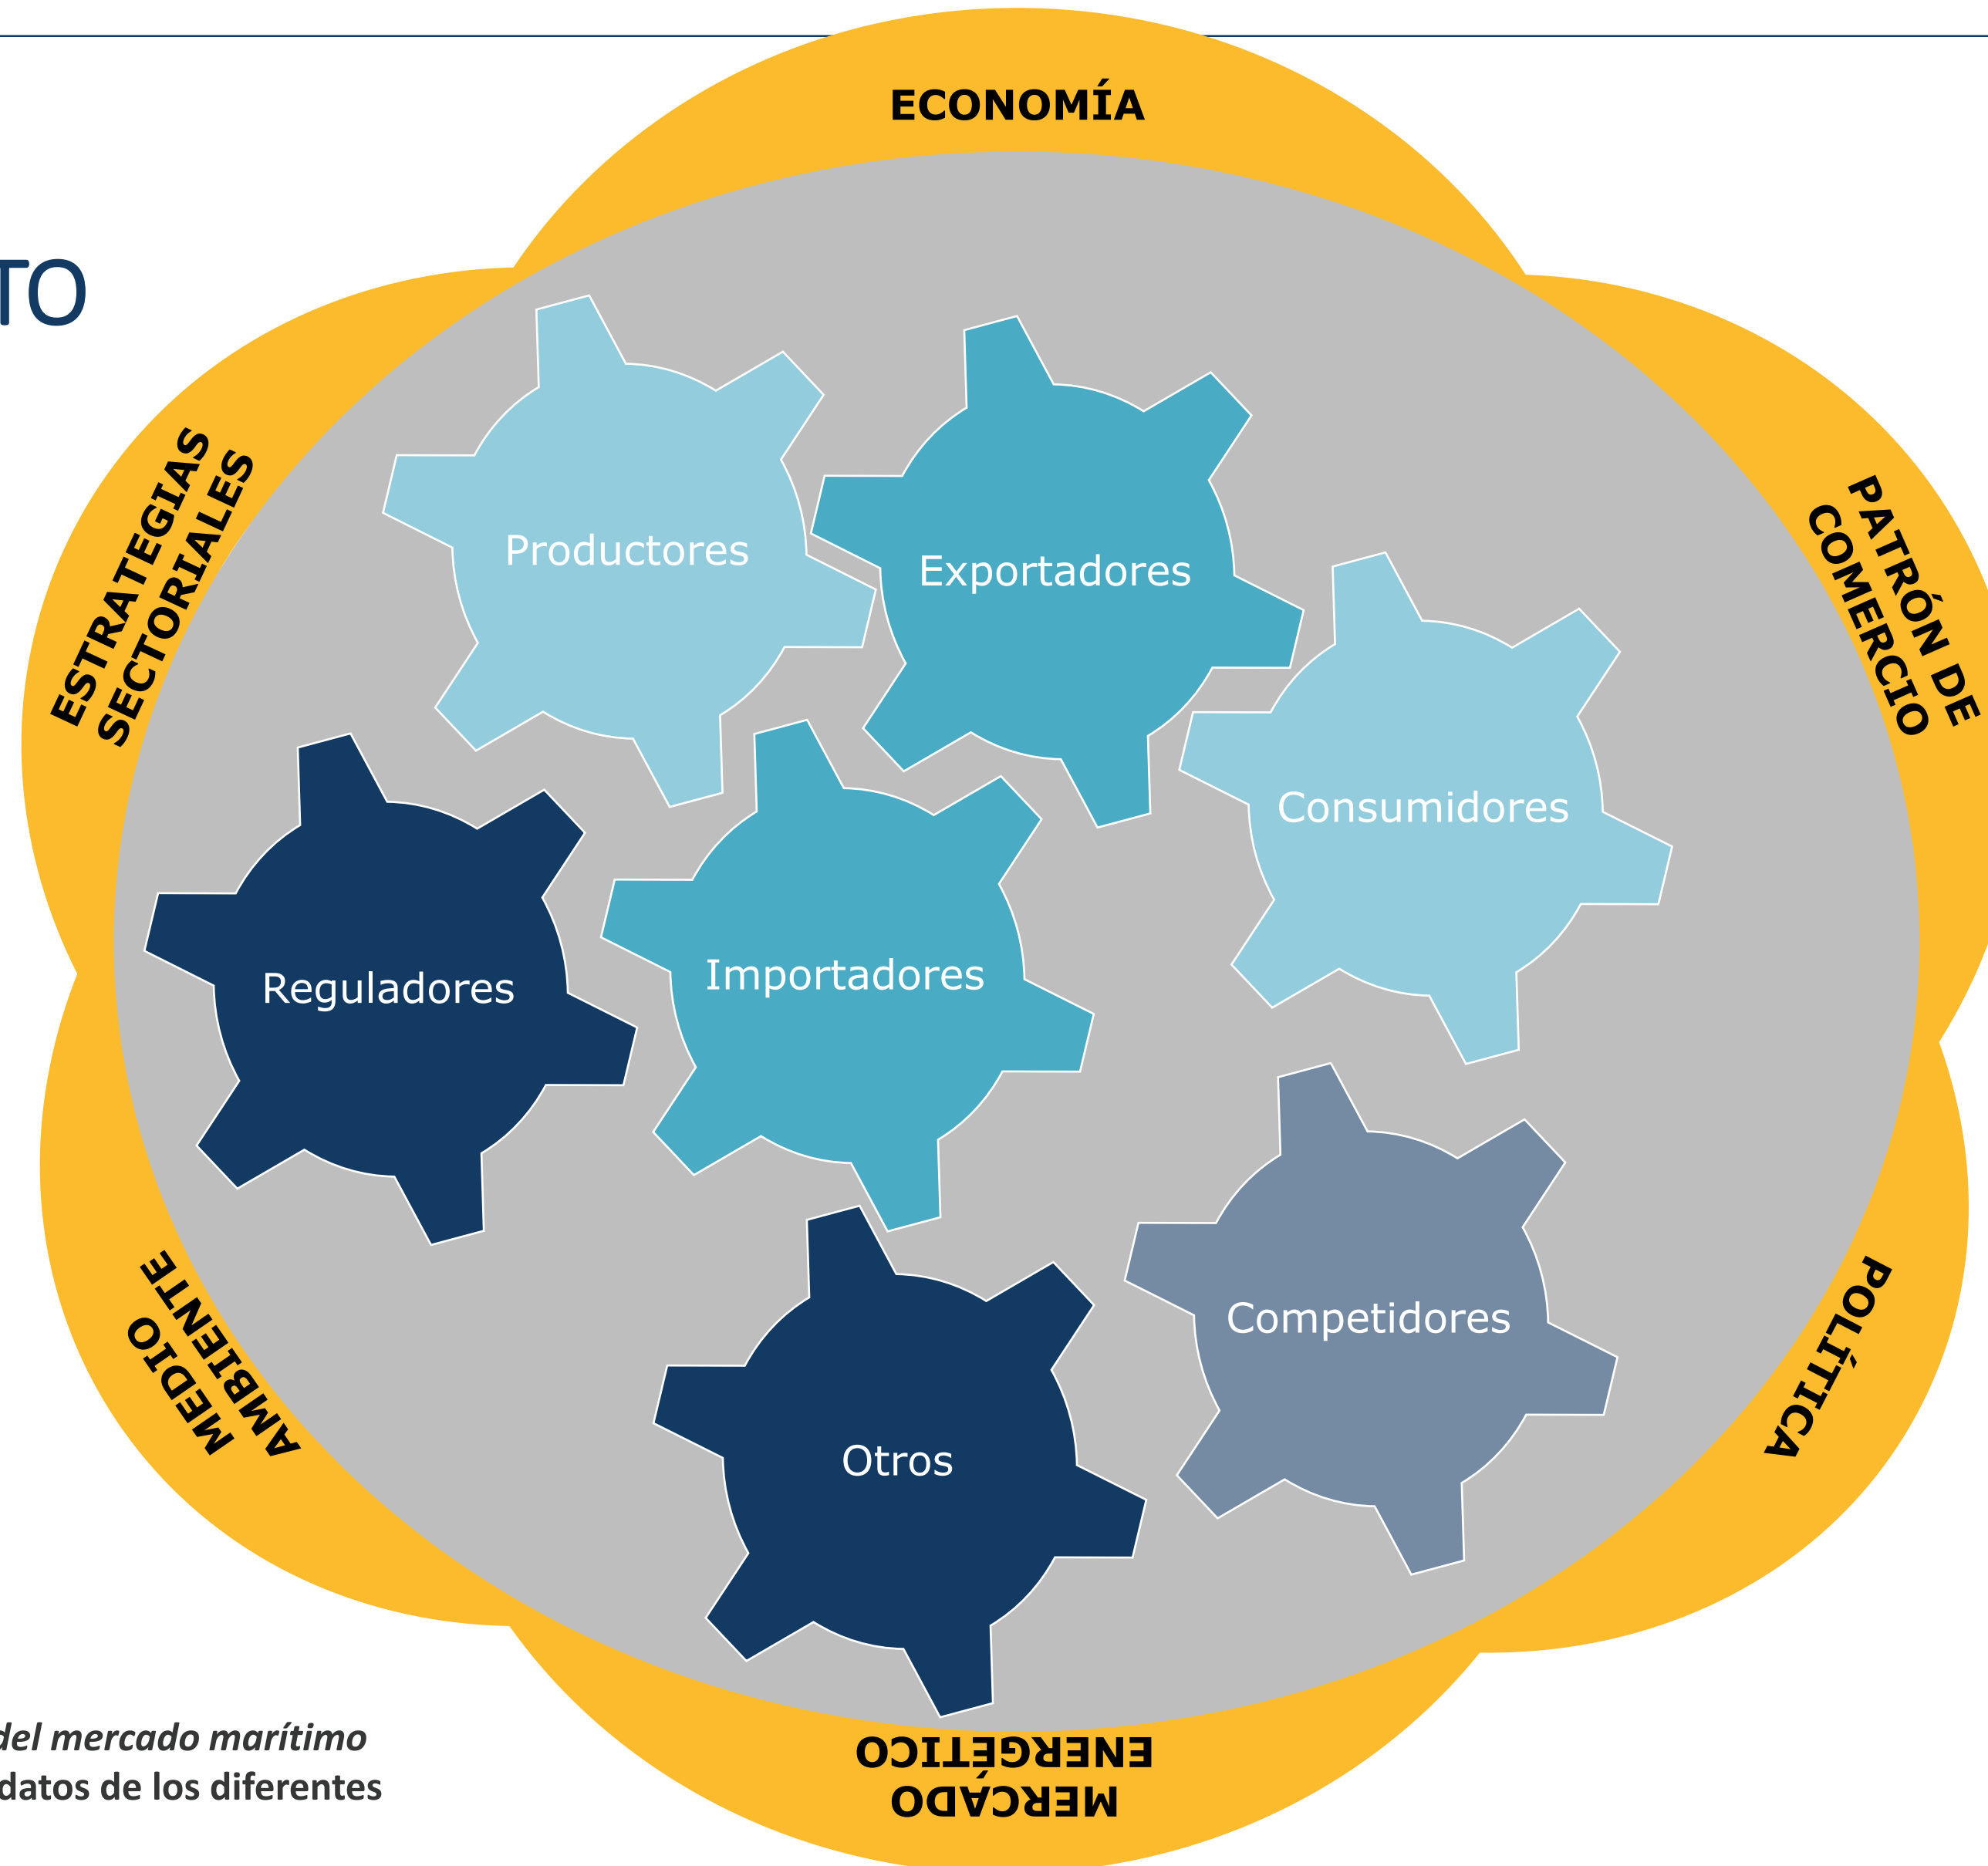 ECONOMÍA
TO
ESTRATEGIAS
SECTORIALES
PATRÓN DE
COMERCIO
Productores
Exportadores
Consumidores
Reguladores
Importadores
Competidores
Otros
MEDIO
AMBIENTE
POLÍTICA
MERCADO
ENERGÉTICO
del mercado marítimo
datos de los diferentes